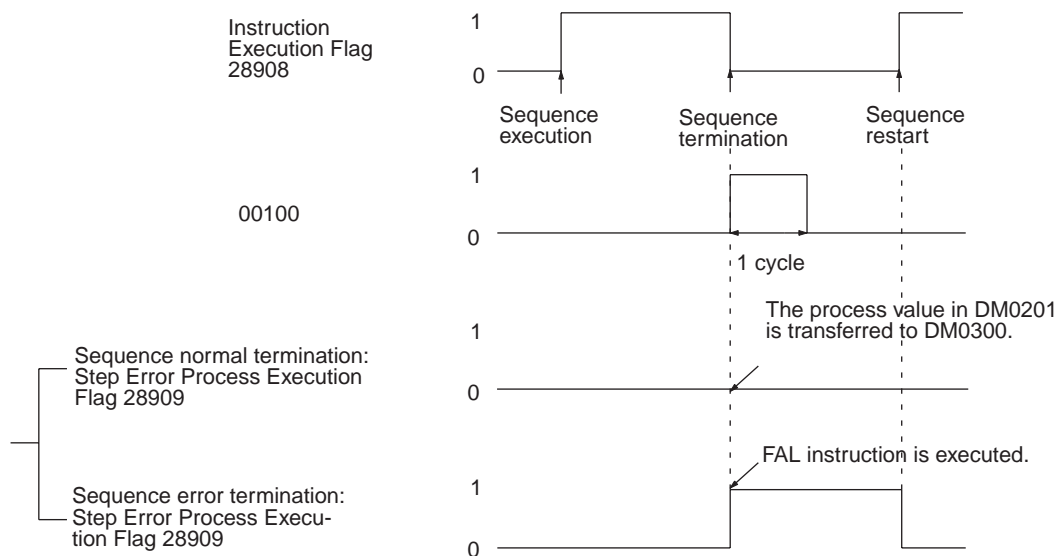 Instruction
Execution Flag
28908
1
0
Sequence
execution
Sequence
termination
Sequence
restart
00100
1
0
1 cycle
The process value in DM0201
is transferred to DM0300.
Sequence normal termination:
Step Error Process Execution
Flag 28909
1
0
FAL instruction is executed.
Sequence error termination:
Step Error Process Execu-
tion Flag 28909
1
0